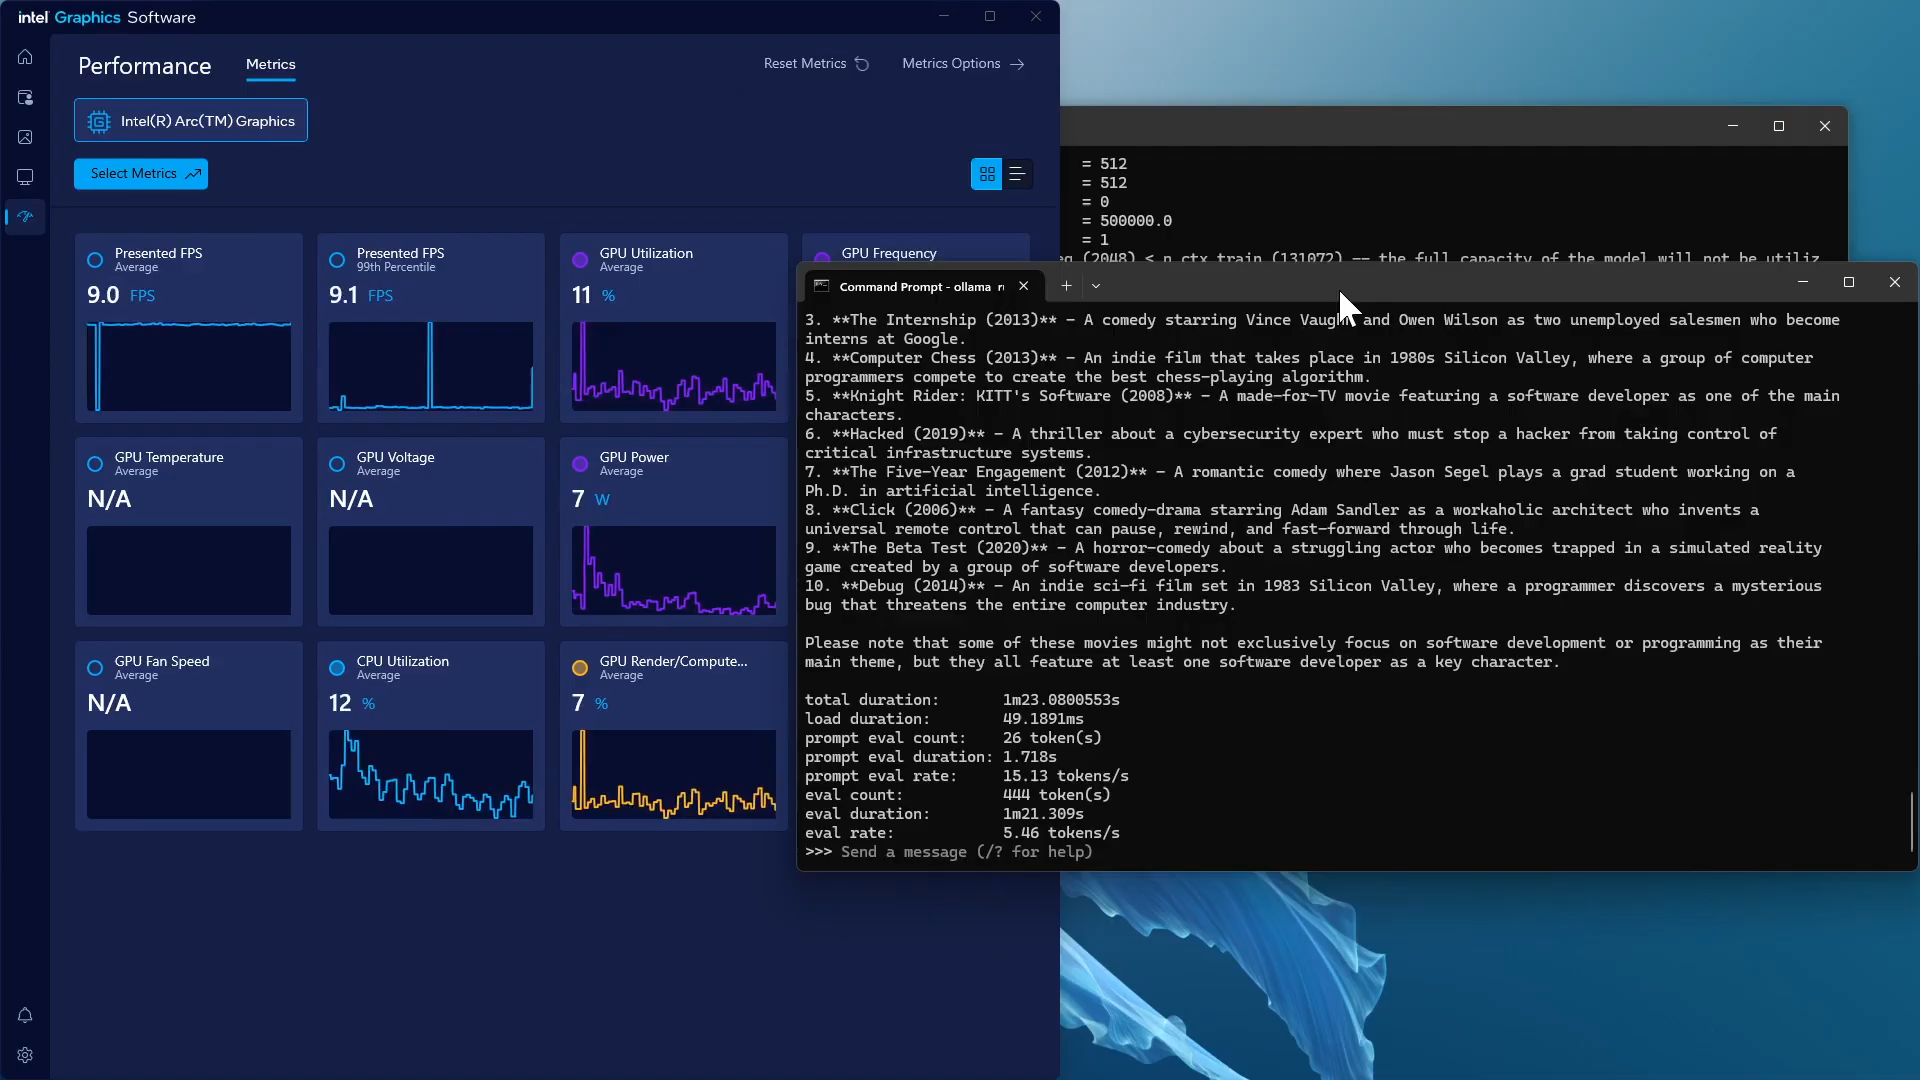 intel Graphics Software
Performance
Metrics
Reset Metrics
Metrics Options
Intel(R) Arc(TM) Graphics
Select Metrics
Presented FPS
Average
9.0 FPS
Presented FPS
99th Percentile
9.1 FPS
GPU Utilization
Average
11 %
GPU Frequency
GPU Temperature
Average
N/A
GPU Voltage
Average
N/A
GPU Power
Average
7 W
GPU Fan Speed
Average
N/A
CPU Utilization
Average
12 %
GPU Render/Compute...
Average
7 %
= 512
= 512
= 0
= 500000.0
= 1
(2048) < n_ctx_train (131072) -- the full capacity of the model will not be utiliz
Command Prompt - ollama
3. **The Internship (2013)** - A comedy starring Vince Vaughn and Owen Wilson as two unemployed salesmen who become
interns at Google.
4. **Computer Chess (2013)** - An indie film that takes place in 1980s Silicon Valley, where a group of computer
programmers compete to create the best chess-playing algorithm.
5. **Knight Rider: KITT's Software (2008)** - A made-for-TV movie featuring a software developer as one of the main
characters.
6. **Hacked (2019)** - A thriller about a cybersecurity expert who must stop a hacker from taking control of
critical infrastructure systems.
7. **The Five-Year Engagement (2012)** - A romantic comedy where Jason Segel plays a grad student working on a
Ph.D. in artificial intelligence.
8. **Click (2006)** - A fantasy comedy-drama starring Adam Sandler as a workaholic architect who invents a
universal remote control that can pause, rewind, and fast-forward through life.
9. **The Beta Test (2020)** - A horror-comedy about a struggling actor who becomes trapped in a simulated reality
game created by a group of software developers.
10. **Debug (2014)** - An indie sci-fi film set in 1983 Silicon Valley, where a programmer discovers a mysterious
bug that threatens the entire computer industry.
Please note that some of these movies might not exclusively focus on software development or programming as their
main theme, but they all feature at least one software developer as a key character.
total duration: 1m23.0800553s
load duration: 49.1891ms
prompt eval count: 26 token(s)
prompt eval duration: 1.718s
prompt eval rate: 15.13 tokens/s
eval count: 444 token(s)
eval duration: 1m21.309s
eval rate: 5.46 tokens/s
>>> Send a message (/? for help)